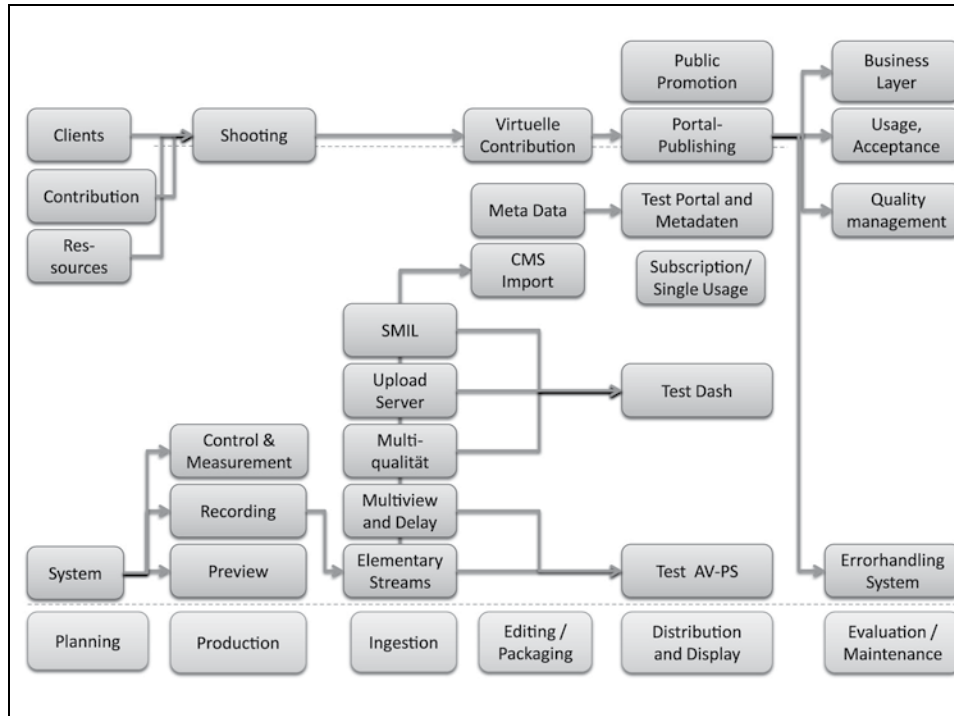 Public
Promotion
Business
Layer
Clients
Shooting
Virtuelle
Contribution
Portal-
Publishing
Usage,
Acceptance
Contribution
Meta Data
Test Portal and
Metadaten
Quality
management
Res-
sources
CMS
Import
Subscription/
Single Usage
SMIL
Upload
Server
Test Dash
Control &
Measurement
Multi-
qualität
Recording
Multiview
and Delay
System
Preview
Elementary
Streams
Test AV-PS
Errorhandling
System
Planning
Production
Ingestion
Editing /
Packaging
Distribution
and Display
Evaluation /
Maintenance